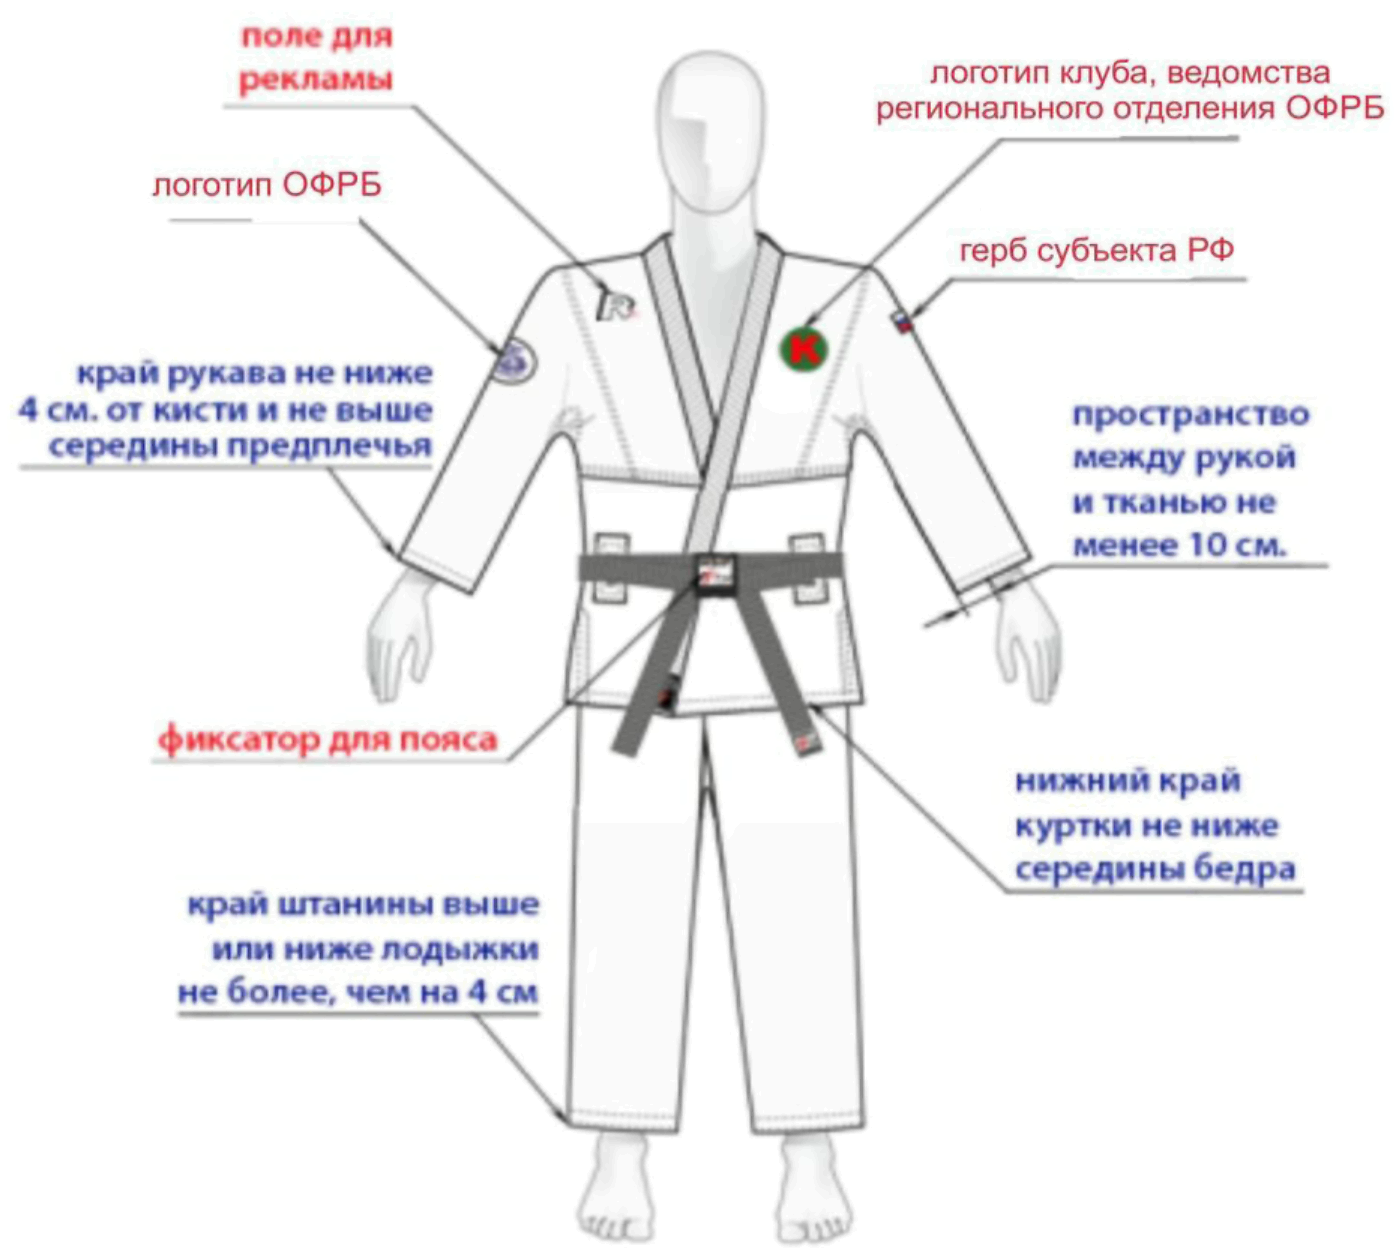 поле для
рекламы
логотип клуба, ведомства
регионального отделения ОФРБ
логотип ОФРБ
герб субъекта РФ
край рукава не ниже
4 см. от кисти и не выше
середины предплечья
пространство
между рукой
и тканью не
менее 10 см.
R
К
фиксатор для пояса
нижний край
куртки не ниже
середины бедра
край штанины выше
или ниже лодыжки
не более, чем на 4 см